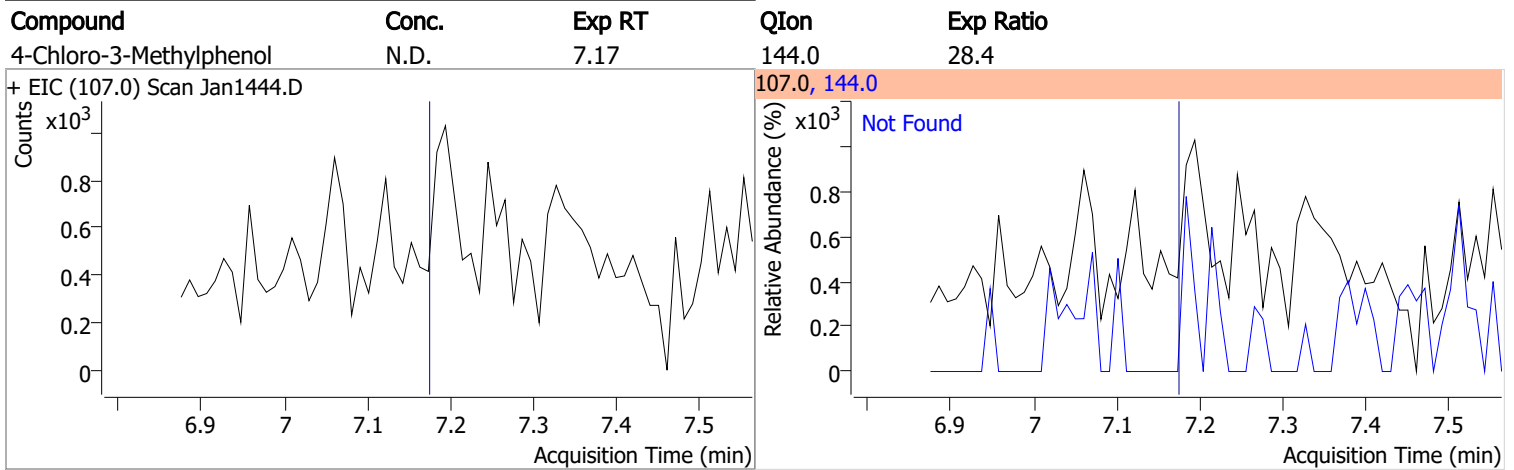 Compound Conc. Exp RT QIon Exp Ratio
4-Chloro-3-Methylphenol N.D. 7.17 144.0 28.4
+ EIC (107.0) Scan Jan1444.D
Counts
x10³
0.8
0.6
0.4
0.2
0
6.9 7 7.1 7.2 7.3 7.4 7.5
Acquisition Time (min)
107.0, 144.0
Relative Abundance (%)
x10³
Not Found
0.8
0.6
0.4
0.2
0
6.9 7 7.1 7.2 7.3 7.4 7.5
Acquisition Time (min)